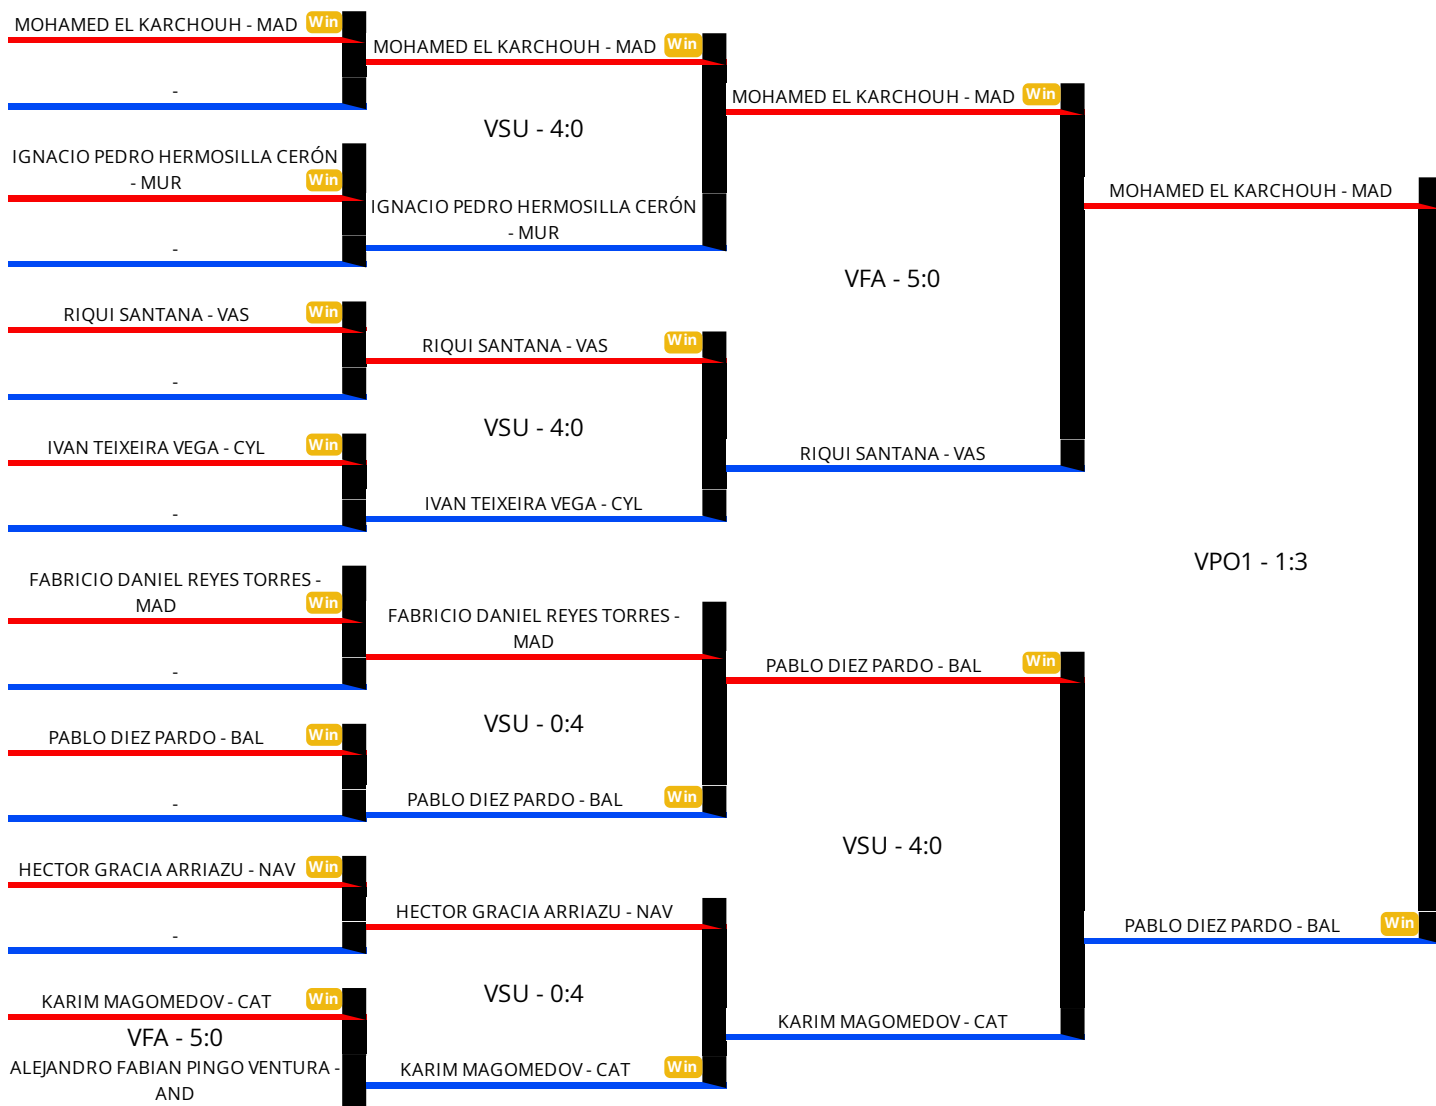 MOHAMED EL KARCHOUH - MAD Win
-
IGNACIO PEDRO HERMOSILLA CERÓN
- MUR Win
-
RIQUI SANTANA - VAS Win
-
IVAN TEIXEIRA VEGA - CYL Win
-
FABRICIO DANIEL REYES TORRES -
MAD Win
-
PABLO DIEZ PARDO - BAL Win
-
HECTOR GRACIA ARRIAZU - NAV Win
-
KARIM MAGOMEDOV - CAT Win
VFA - 5:0
ALEJANDRO FABIAN PINGO VENTURA -
AND
MOHAMED EL KARCHOUH - MAD Win
VSU - 4:0
IGNACIO PEDRO HERMOSILLA CERÓN
- MUR
RIQUI SANTANA - VAS Win
VSU - 4:0
IVAN TEIXEIRA VEGA - CYL
FABRICIO DANIEL REYES TORRES -
MAD
VSU - 0:4
PABLO DIEZ PARDO - BAL Win
HECTOR GRACIA ARRIAZU - NAV
VSU - 0:4
KARIM MAGOMEDOV - CAT Win
MOHAMED EL KARCHOUH - MAD Win
VFA - 5:0
RIQUI SANTANA - VAS
PABLO DIEZ PARDO - BAL Win
VSU - 4:0
KARIM MAGOMEDOV - CAT
MOHAMED EL KARCHOUH - MAD
VPO1 - 1:3
PABLO DIEZ PARDO - BAL Win